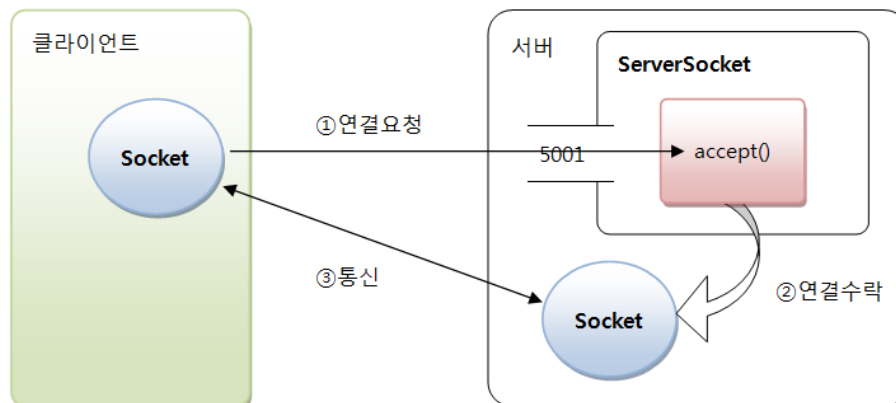 클라이언트
서버
ServerSocket
①연결요청
5001
accept()
Socket
③통신
②연결수락
Socket